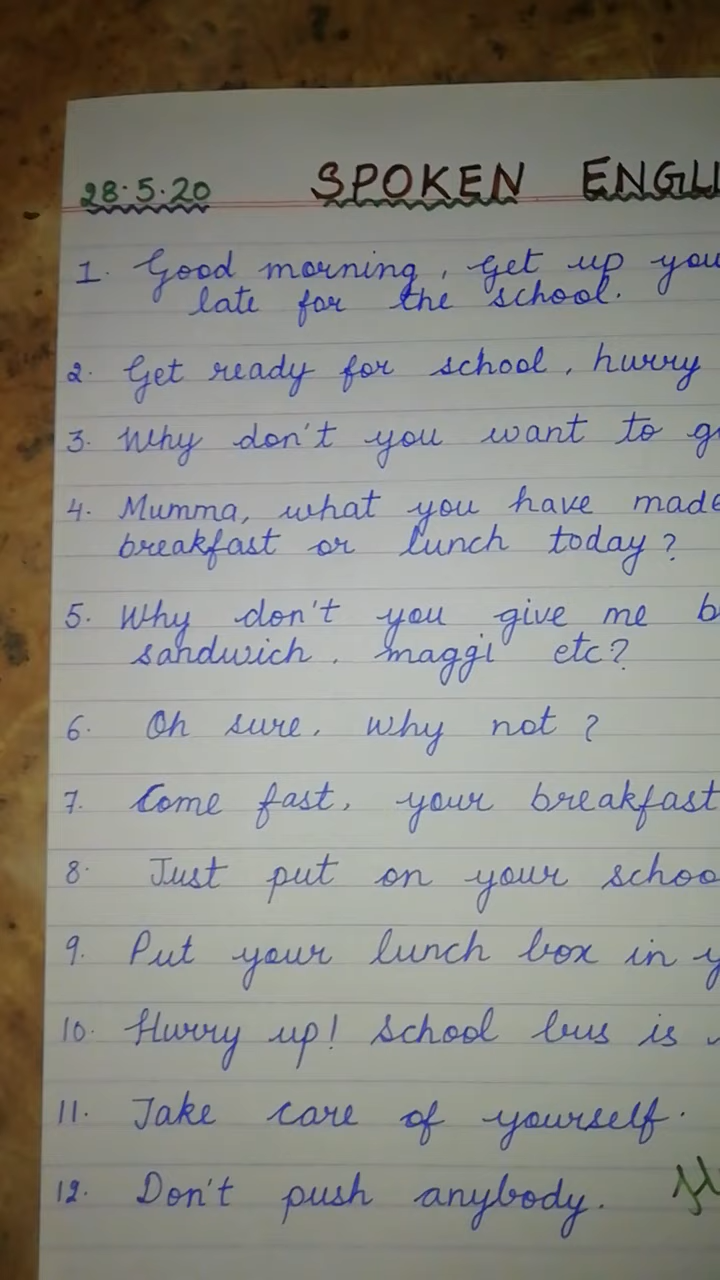 28.5.20 SPOKEN ENGLI
1. Good morning, Get up you
late for the school.
2. Get ready for school, hurry
3. Why don't you want to g
4. Mumma, what you have made
breakfast or lunch today?
5. Why don't you give me b
sandwich, maggi etc?
6. Oh sure, why not?
7. Come fast, your breakfast
8. Just put on your schoo
9. Put your lunch box in y
10. Hurry up! School bus is
11. Take care of yourself.
12. Don't push anybody.